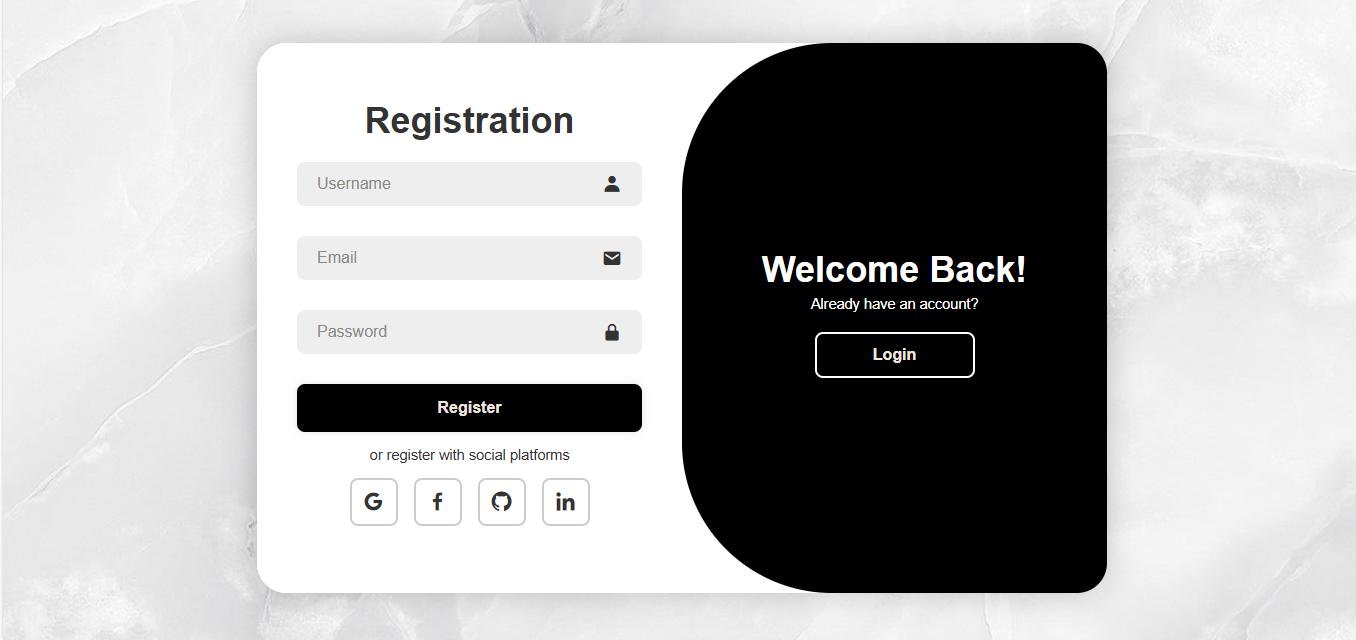 Registration
Username
Email
Password
Register
or register with social platforms
Welcome Back!
Already have an account?
Login